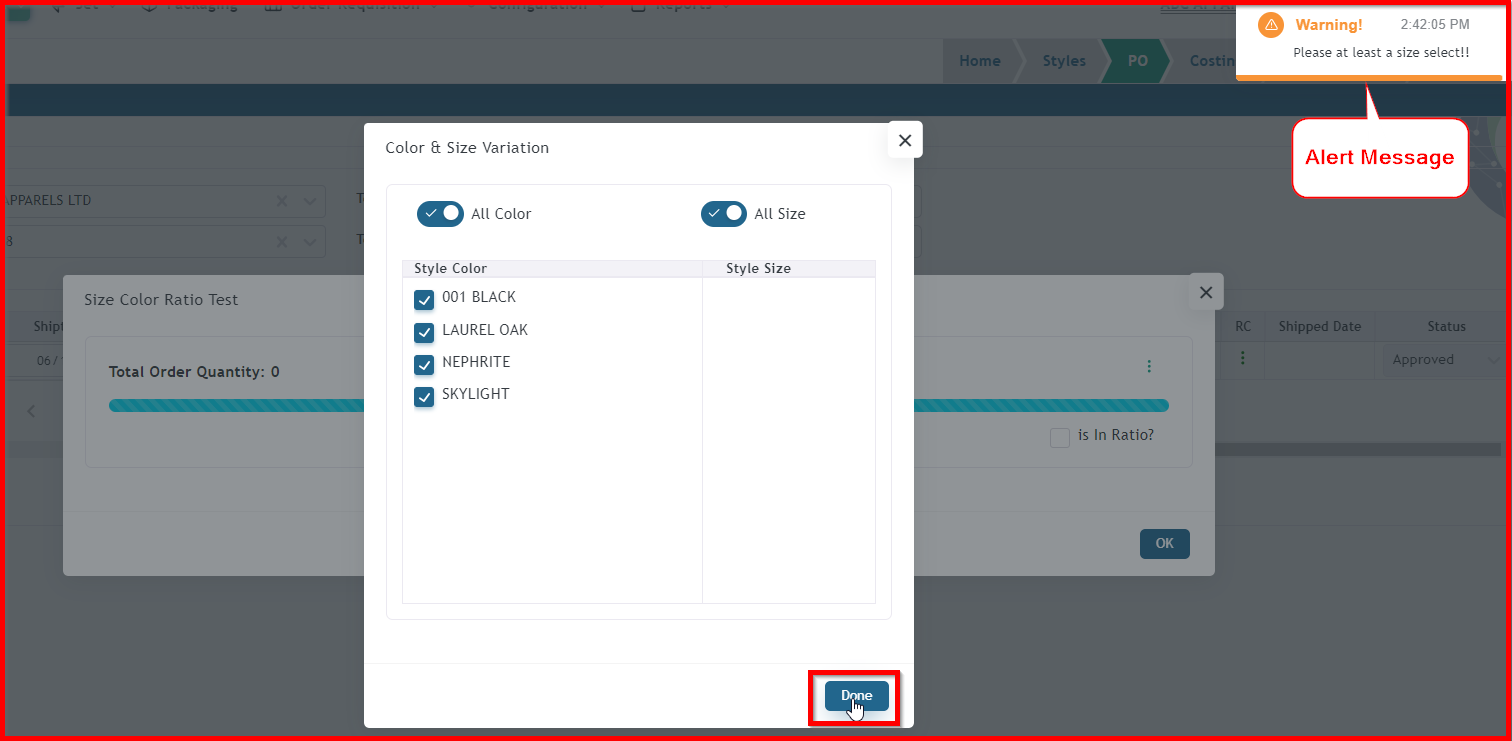 Set
Packaging
Order Requisition
Configuration
Reports
Warning!
2:42:05 PM
Please at least a size select!!
Home
Styles
PO
Alert Message
Color & Size Variation
APPARELS LTD
All Color
All Size
Style Color
Style Size
001 BLACK
LAUREL OAK
NEPHRITE
SKYLIGHT
Size Color Ratio Test
RC
Shipped Date
Status
Approved
Total Order Quantity: 0
is In Ratio?
OK
Done